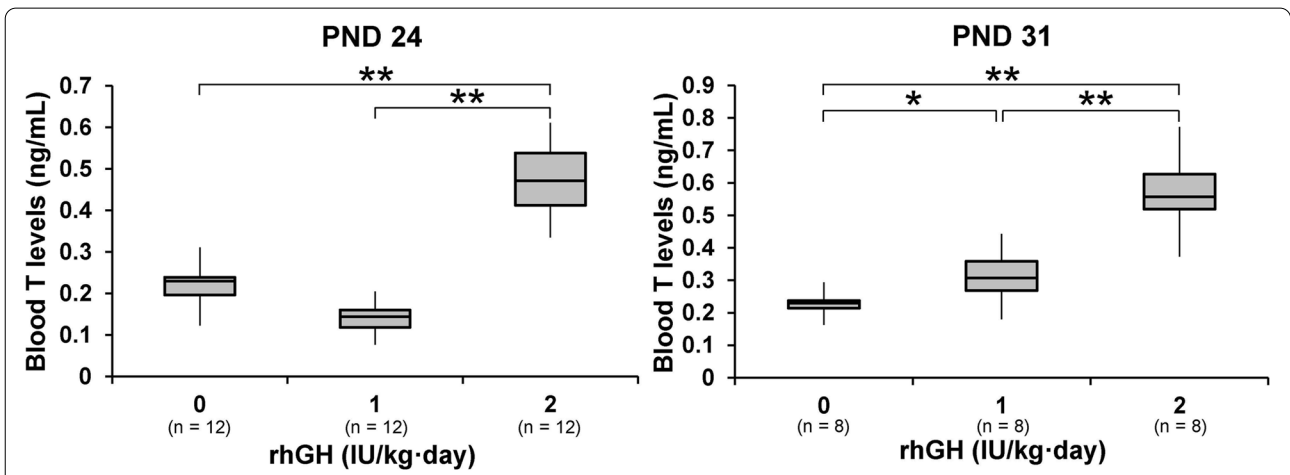 PND 24
**
**
Blood T levels (ng/mL)
0.7
0.6
0.5
0.4
0.3
0.2
0.1
0
0 1 2
(n = 12) (n = 12) (n = 12)
rhGH (IU/kg·day)
PND 31
**
* **
Blood T levels (ng/mL)
0.9
0.8
0.7
0.6
0.5
0.4
0.3
0.2
0.1
0
0 1 2
(n = 8) (n = 8) (n = 8)
rhGH (IU/kg·day)